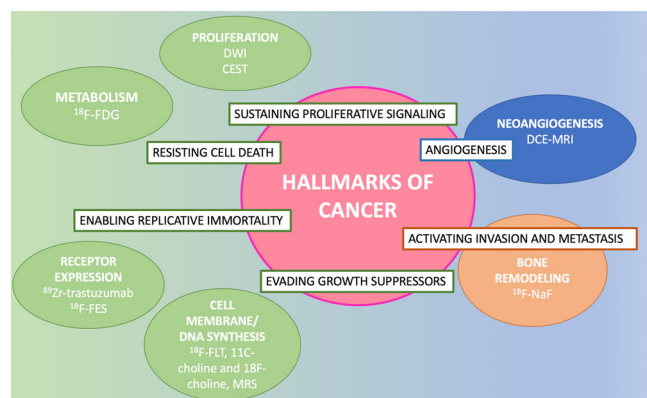 PROLIFERATION
DWI
CEST
METABOLISM
¹⁸F-FDG
SUSTAINING PROLIFERATIVE SIGNALING
NEOANGIOGENESIS
DCE-MRI
RESISTING CELL DEATH
ANGIOGENESIS
HALLMARKS OF
CANCER
ENABLING REPLICATIVE IMMORTALITY
ACTIVATING INVASION AND METASTASIS
RECEPTOR
EXPRESSION
⁸⁹Zr-trastuzumab
¹⁸F-FES
EVADING GROWTH SUPPRESSORS
BONE
REMODELING
¹⁸F-NaF
CELL
MEMBRANE/
DNA SYNTHESIS
¹⁸F-FLT, 11C-
choline and 18F-
choline, MRS